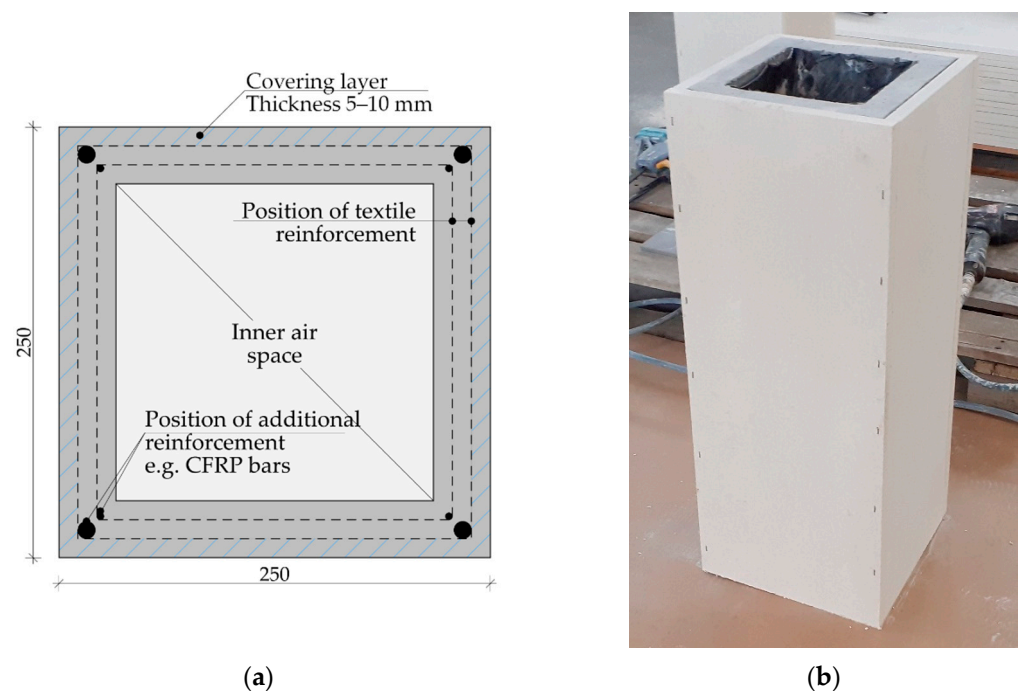 Covering layer
Thickness 5–10 mm
Position of textile
reinforcement
250
Inner air
space
Position of additional
reinforcement
e.g. CFRP bars
250
(a)
(b)